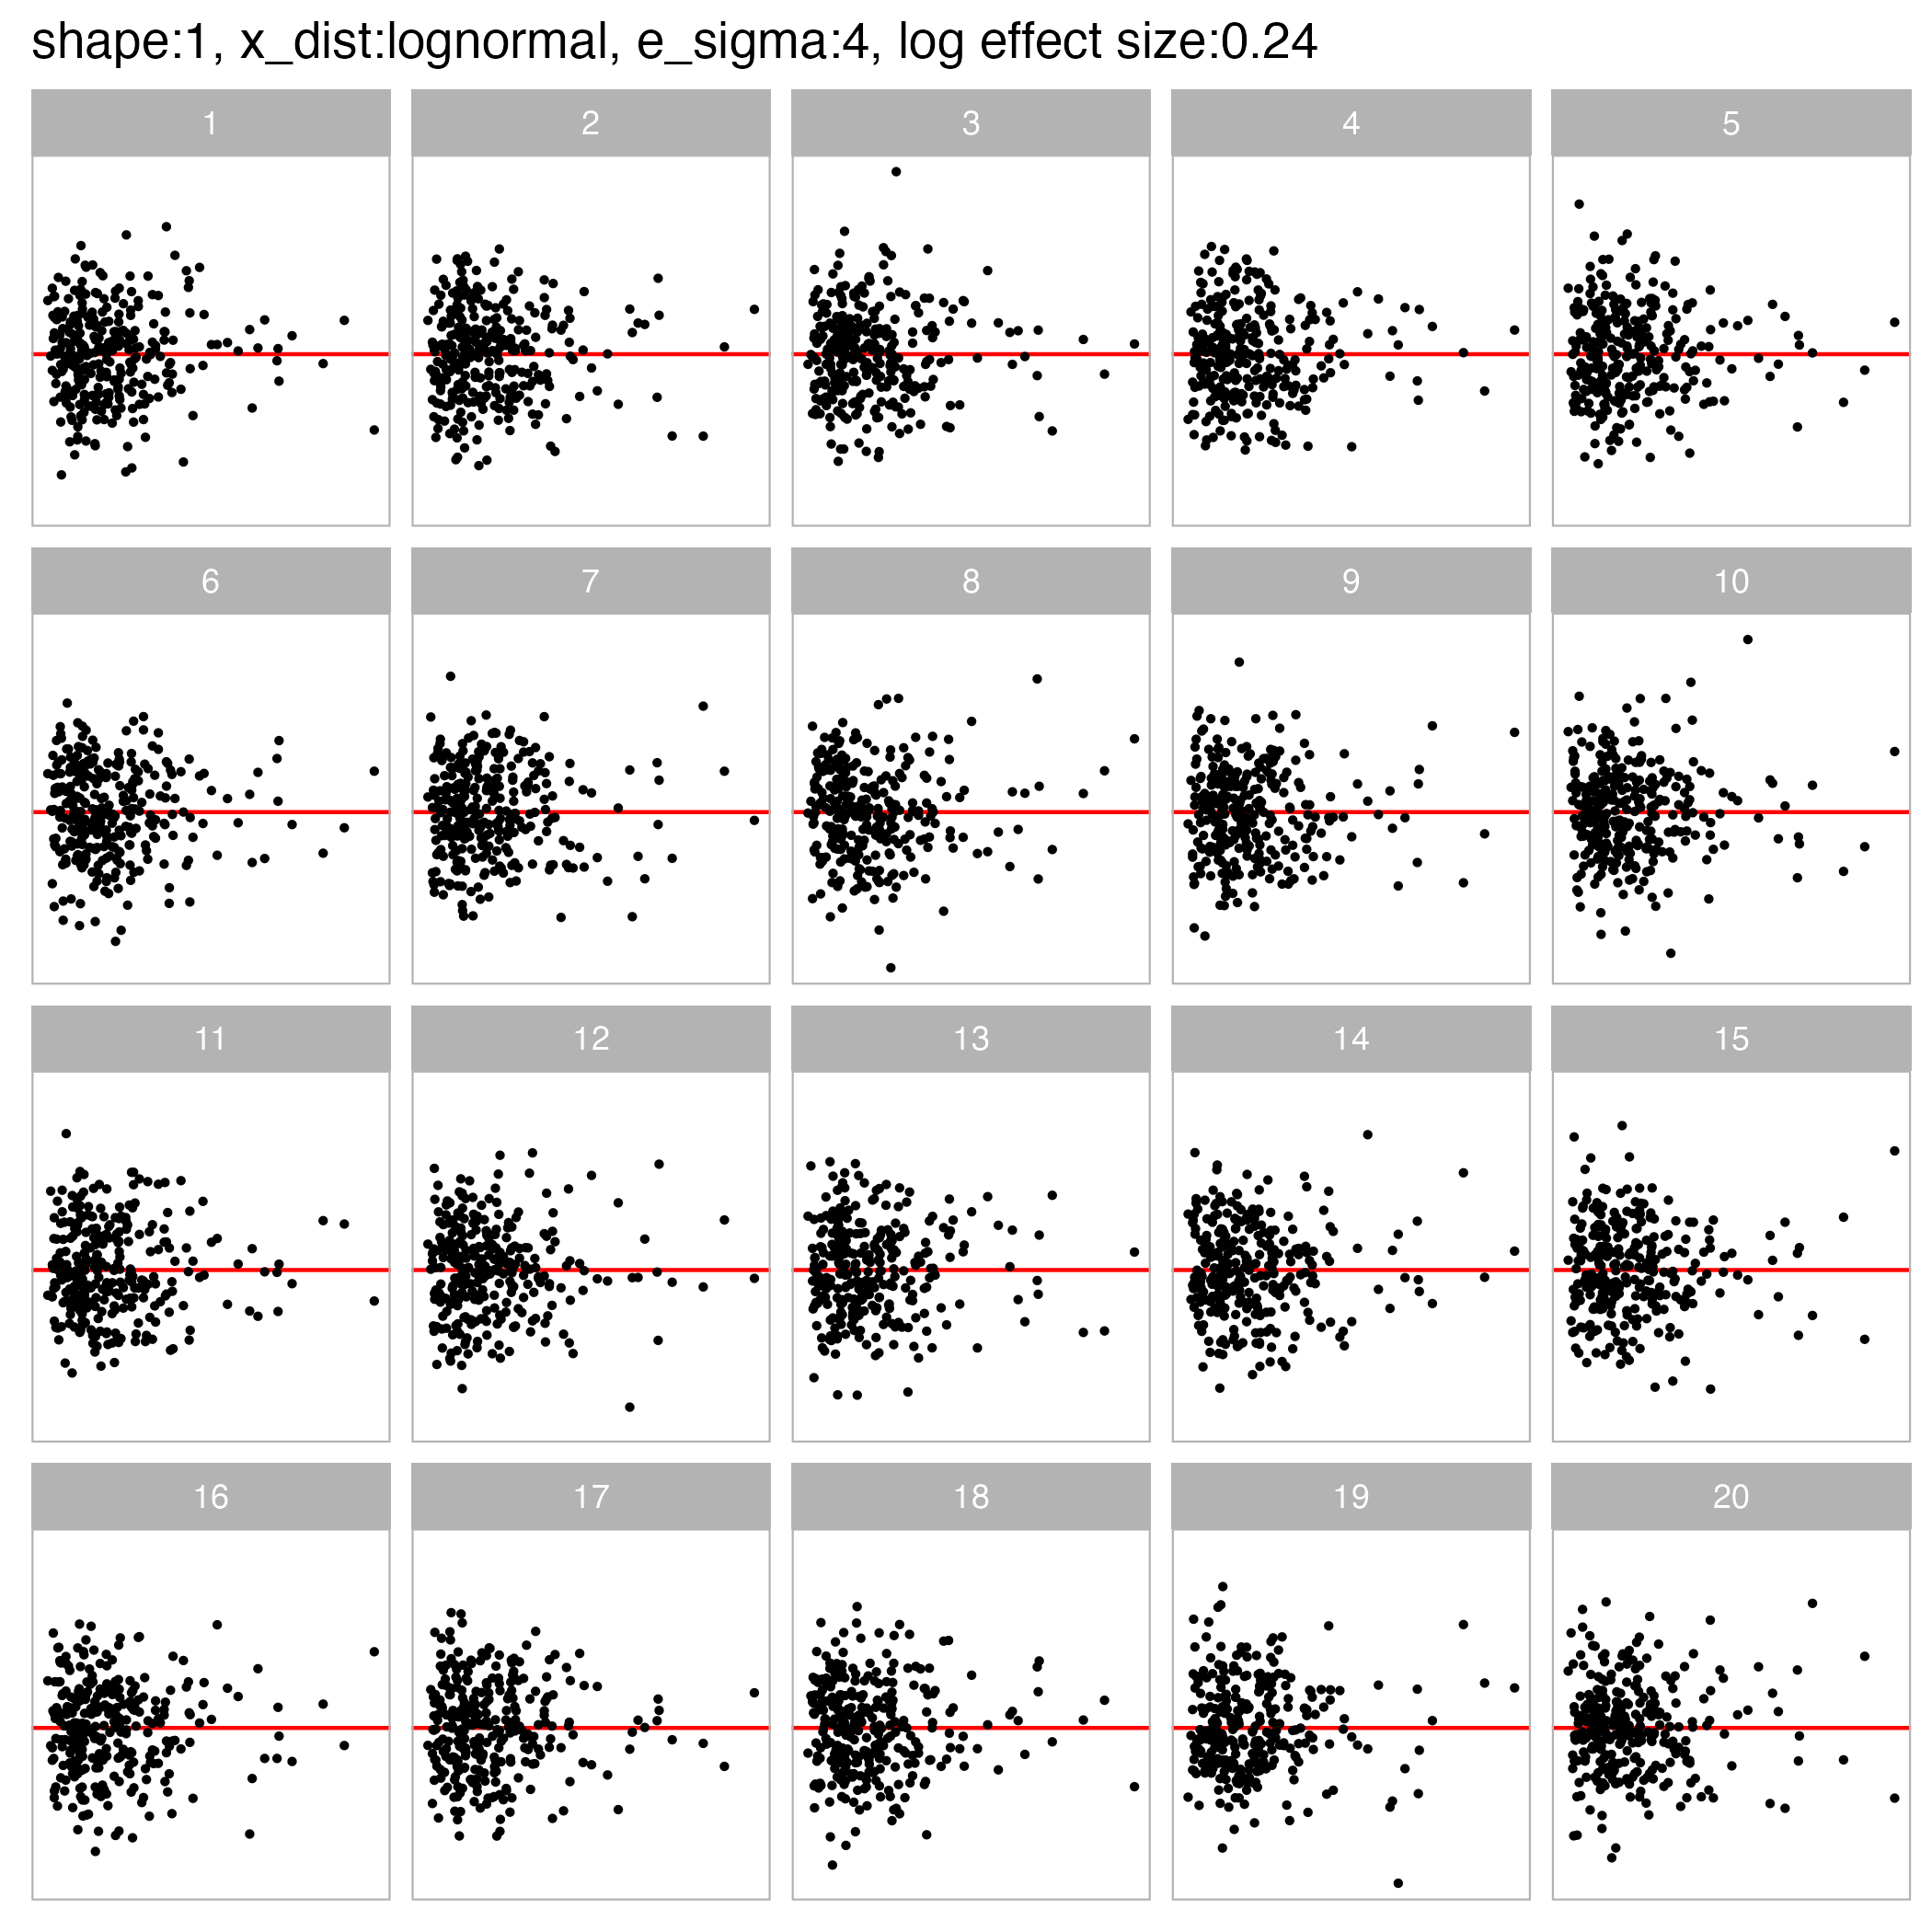 shape:1, x_dist:lognormal, e_sigma:4, log effect size:0.24
1 2 3 4 5
6 7 8 9 10
11 12 13 14 15
16 17 18 19 20